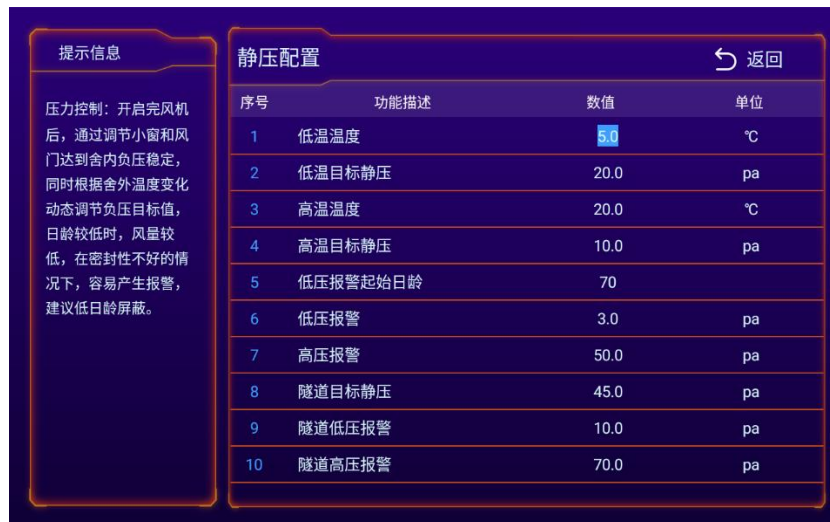 提示信息
压力控制：开启完风机
后，通过调节小窗和风
门达到舍内负压稳定，
同时根据舍外温度变化
动态调节负压目标值，
日龄较低时，风量较
低，在密封性不好的情
况下，容易产生报警，
建议低日龄屏蔽。
静压配置 返回
序号 功能描述 数值 单位
1 低温温度 5.0 ℃
2 低温目标静压 20.0 pa
3 高温温度 20.0 ℃
4 高温目标静压 10.0 pa
5 低压报警起始日龄 70
6 低压报警 3.0 pa
7 高压报警 50.0 pa
8 隧道目标静压 45.0 pa
9 隧道低压报警 10.0 pa
10 隧道高压报警 70.0 pa